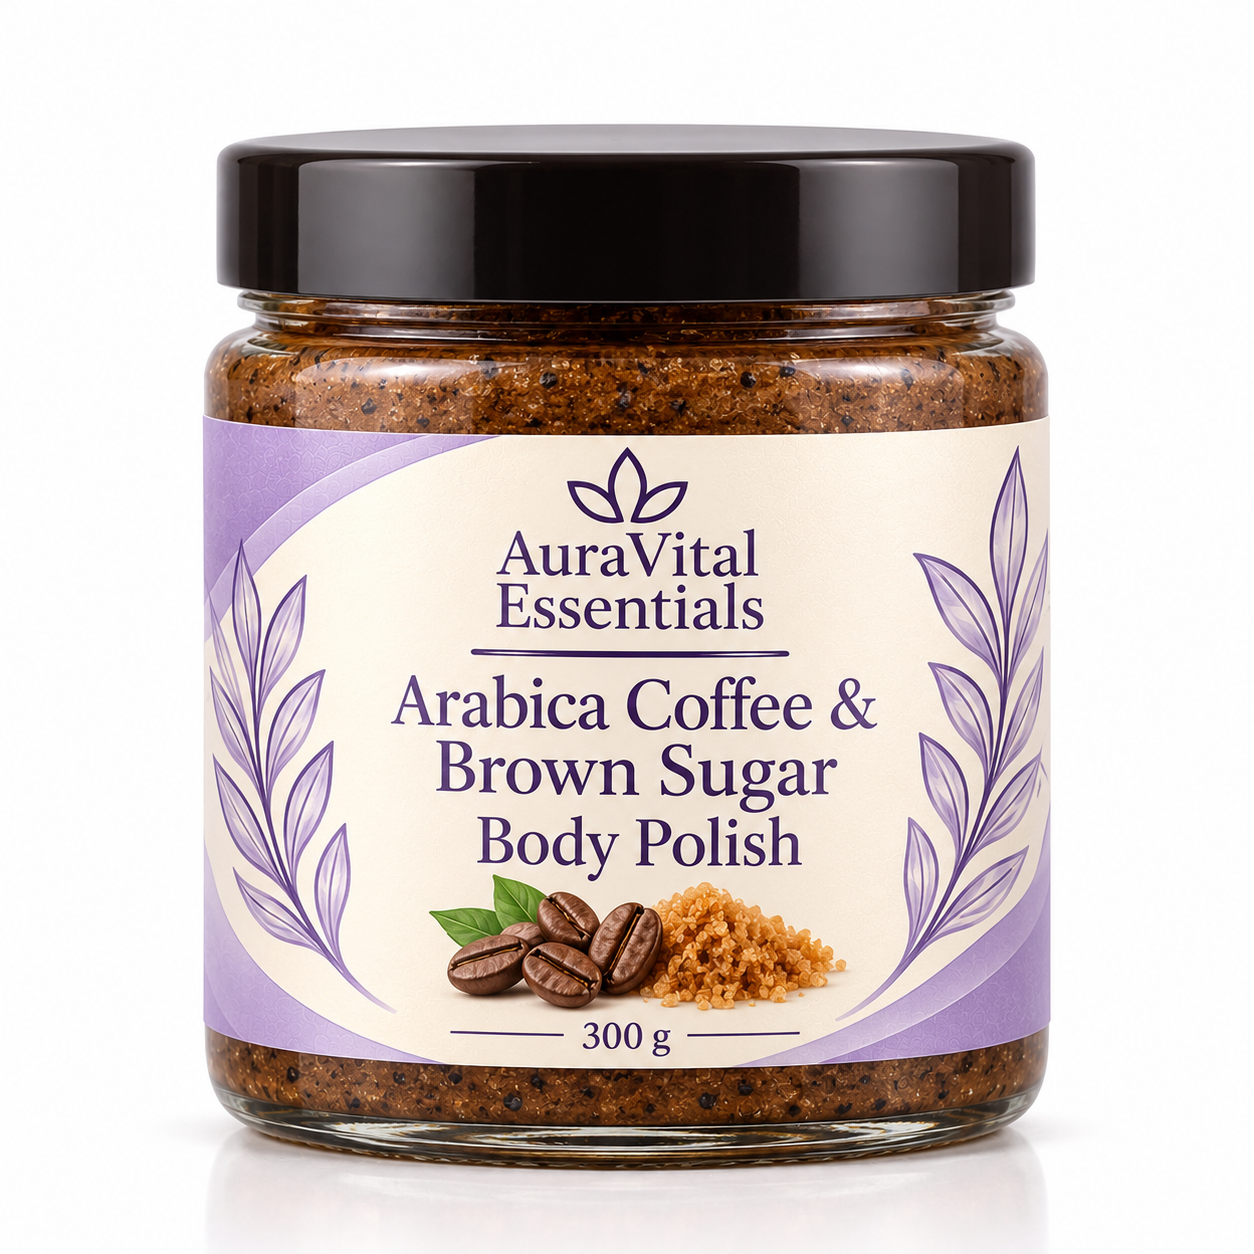 AuraVital
Essentials
Arabica Coffee &
Brown Sugar
Body Polish
300 g